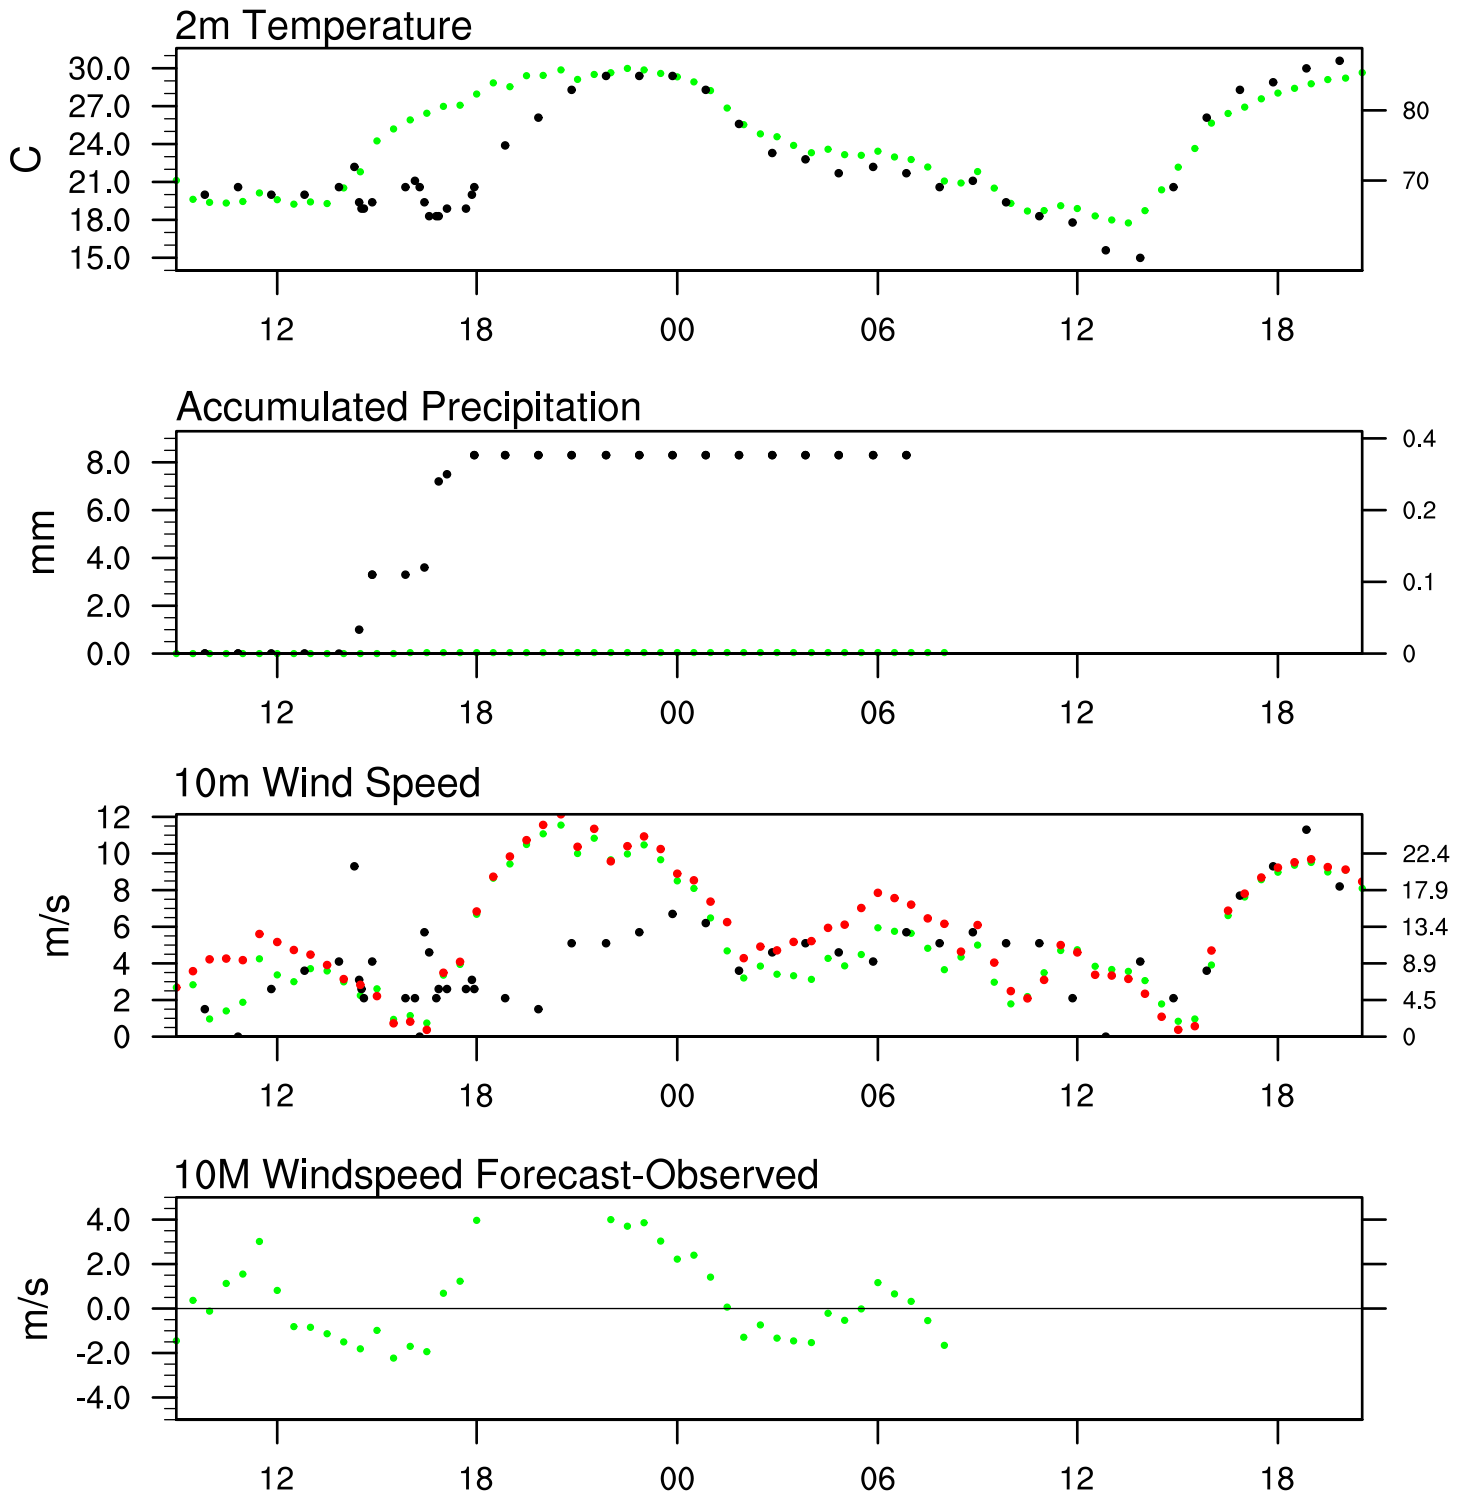 2m Temperature
30.0
27.0
24.0
21.0
18.0
15.0
C
80
70
12 18 00 06 12 18
Accumulated Precipitation
8.0
6.0
4.0
2.0
0.0
mm
0.4
0.2
0.1
0
12 18 00 06 12 18
10m Wind Speed
12
10
8
6
4
2
0
m/s
22.4
17.9
13.4
8.9
4.5
0
12 18 00 06 12 18
10M Windspeed Forecast-Observed
4.0
2.0
0.0
-2.0
-4.0
m/s
12 18 00 06 12 18